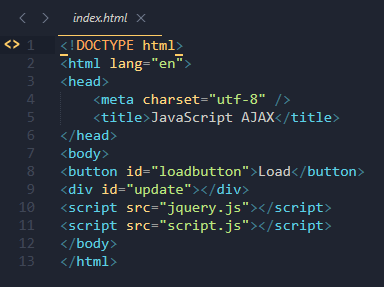 index.html
1 <!DOCTYPE html>
2 <html lang="en">
3 <head>
4     <meta charset="utf-8" />
5     <title>JavaScript AJAX</title>
6 </head>
7 <body>
8 <button id="loadbutton">Load</button>
9 <div id="update"></div>
10 <script src="jquery.js"></script>
11 <script src="script.js"></script>
12 </body>
13 </html>